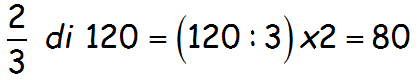 2/3 di 120 = (120 : 3) x2 = 80